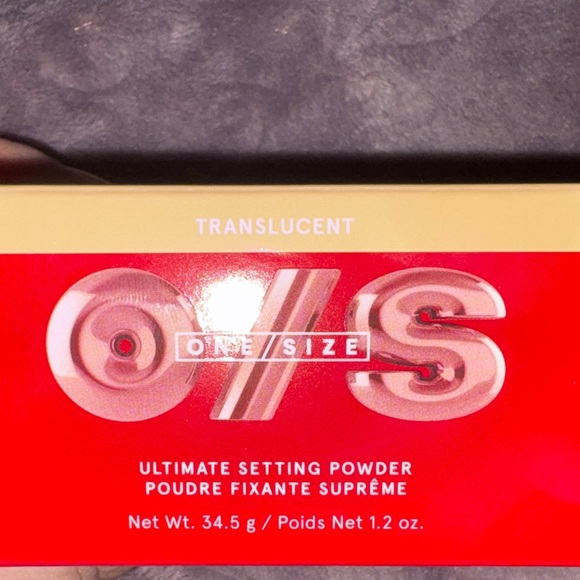 TRANSLUCENT
O/S
ONE/SIZE
ULTIMATE SETTING POWDER
POUDRE FIXANTE SUPRÊME
Net Wt. 34.5 g / Poids Net 1.2 oz.